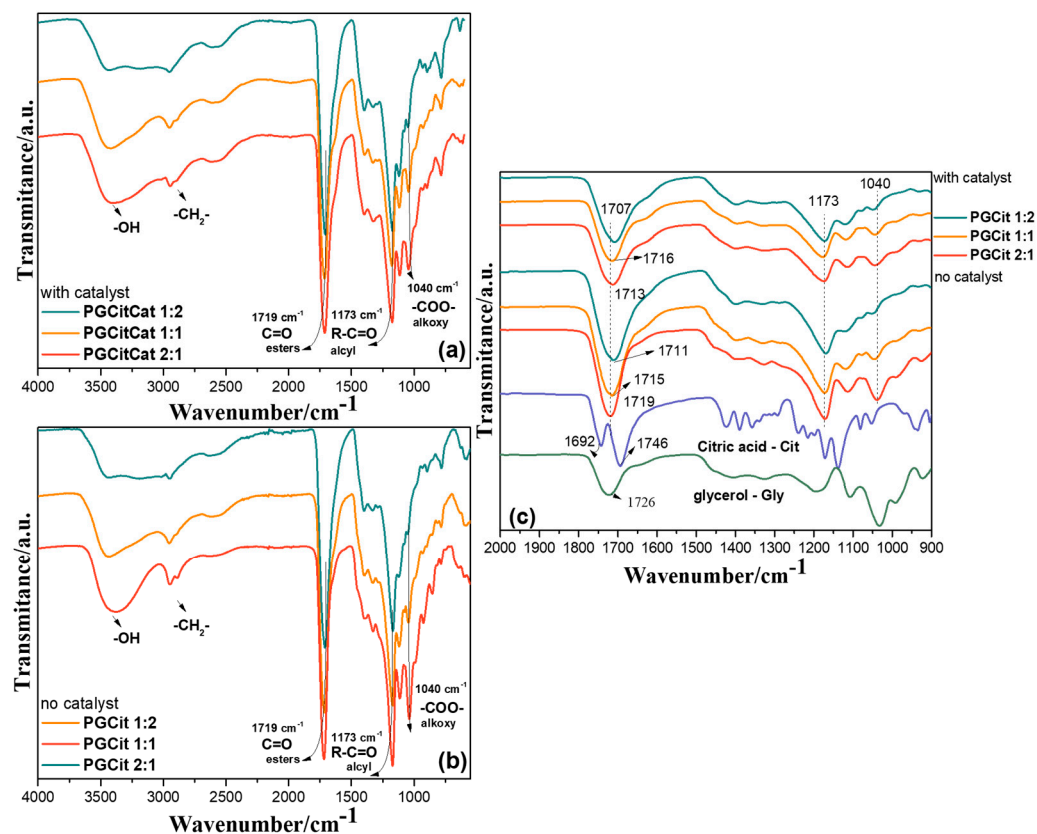 Transmitance/a.u.
-OH
-CH₂-
with catalyst
PGCitCat 1:2
PGCitCat 1:1
PGCitCat 2:1
1719 cm⁻¹
C=O
esters
1173 cm⁻¹
R-C=O
alcyl
1040 cm⁻¹
-COO-
alkoxy
(a)
4000 3500 3000 2500 2000 1500 1000
Wavenumber/cm⁻¹
Transmitance/a.u.
-OH
-CH₂-
no catalyst
PGCit 1:2
PGCit 1:1
PGCit 2:1
1719 cm⁻¹
C=O
esters
1173 cm⁻¹
R-C=O
alcyl
1040 cm⁻¹
-COO-
alkoxy
(b)
4000 3500 3000 2500 2000 1500 1000
Wavenumber/cm⁻¹
Transmitance/a.u.
1707
1173
1040
with catalyst
PGCit 1:2
PGCit 1:1
PGCit 2:1
no catalyst
1716
1713
1711
1715
1719
1692
1746
Citric acid - Cit
1726
glycerol - Gly
(c)
2000 1900 1800 1700 1600 1500 1400 1300 1200 1100 1000 900
Wavenumber/cm⁻¹